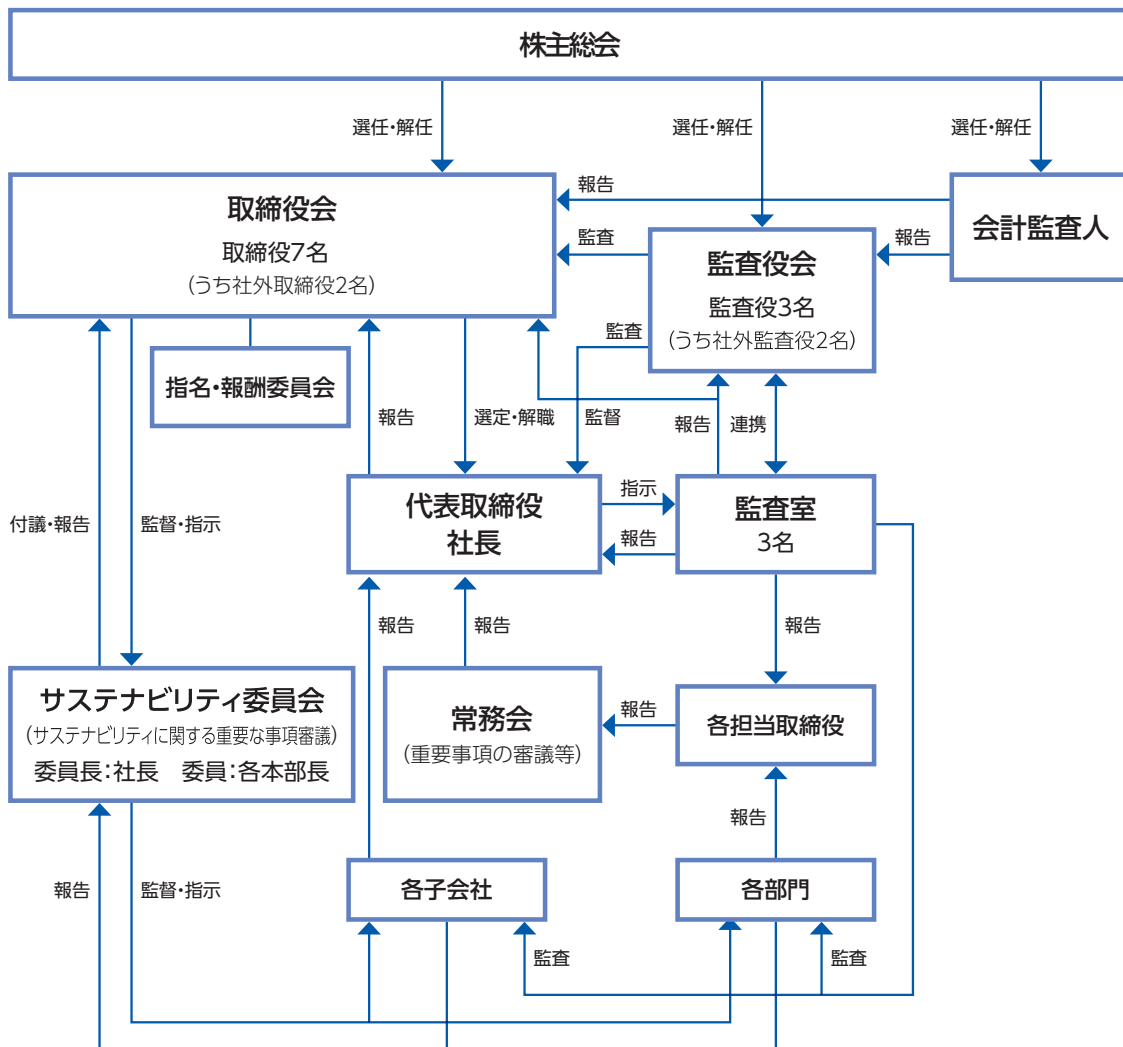 株主総会
選任・解任
選任・解任
選任・解任
取締役会
取締役7名
(うち社外取締役2名)
報告
会計監査人
監査
報告
監査役会
監査役3名
(うち社外監査役2名)
監査
指名・報酬委員会
報告
選定・解職
監督
報告
連携
付議・報告
監督・指示
代表取締役
社長
指示
報告
監査室
3名
報告
報告
報告
サステナビリティ委員会
(サステナビリティに関する重要な事項審議)
委員長:社長　委員:各本部長
常務会
(重要事項の審議等)
報告
各担当取締役
報告
報告
監督・指示
各子会社
各部門
監査
監査